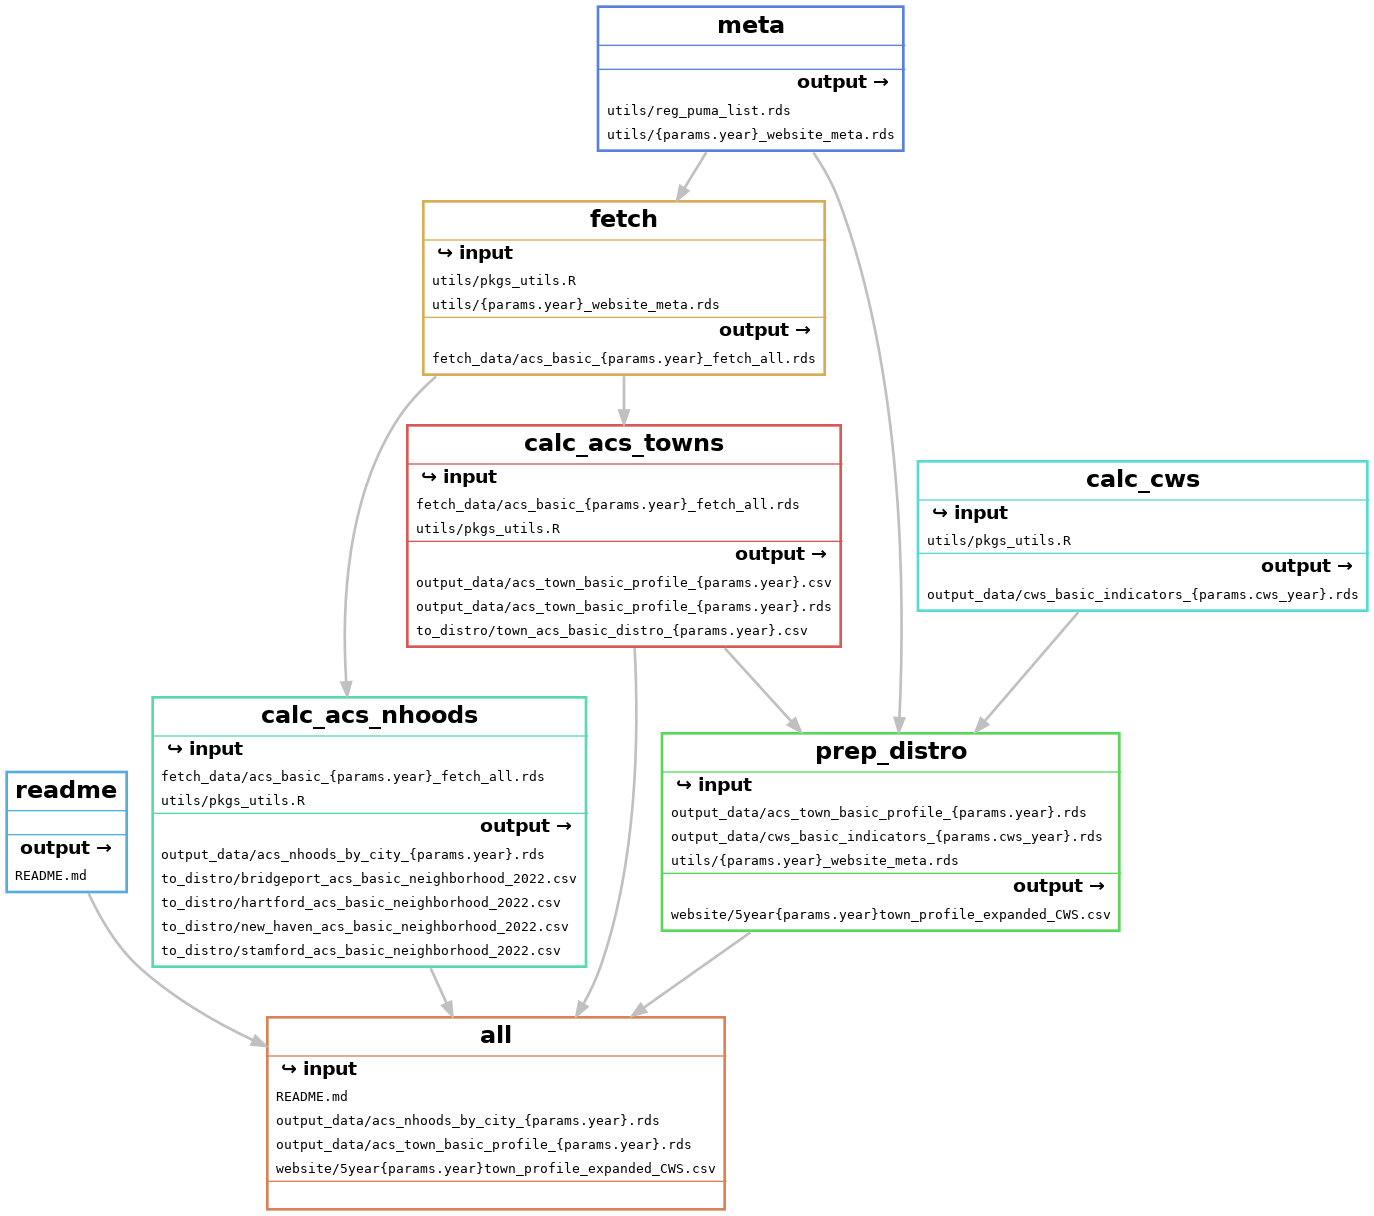 meta
output →
utils/reg_puma_list.rds
utils/{params.year}_website_meta.rds
fetch
↪ input
utils/pkgs_utils.R
utils/{params.year}_website_meta.rds
output →
fetch_data/acs_basic_{params.year}_fetch_all.rds
calc_acs_towns
↪ input
fetch_data/acs_basic_{params.year}_fetch_all.rds
utils/pkgs_utils.R
output →
output_data/acs_town_basic_profile_{params.year}.csv
output_data/acs_town_basic_profile_{params.year}.rds
to_distro/town_acs_basic_distro_{params.year}.csv
calc_cws
↪ input
utils/pkgs_utils.R
output →
output_data/cws_basic_indicators_{params.cws_year}.rds
calc_acs_nhoods
↪ input
fetch_data/acs_basic_{params.year}_fetch_all.rds
utils/pkgs_utils.R
output →
output_data/acs_nhoods_by_city_{params.year}.rds
to_distro/bridgeport_acs_basic_neighborhood_2022.csv
to_distro/hartford_acs_basic_neighborhood_2022.csv
to_distro/new_haven_acs_basic_neighborhood_2022.csv
to_distro/stamford_acs_basic_neighborhood_2022.csv
prep_distro
↪ input
output_data/acs_town_basic_profile_{params.year}.rds
output_data/cws_basic_indicators_{params.cws_year}.rds
utils/{params.year}_website_meta.rds
output →
website/5year{params.year}town_profile_expanded_CWS.csv
readme
output →
README.md
all
↪ input
README.md
output_data/acs_nhoods_by_city_{params.year}.rds
output_data/acs_town_basic_profile_{params.year}.rds
website/5year{params.year}town_profile_expanded_CWS.csv